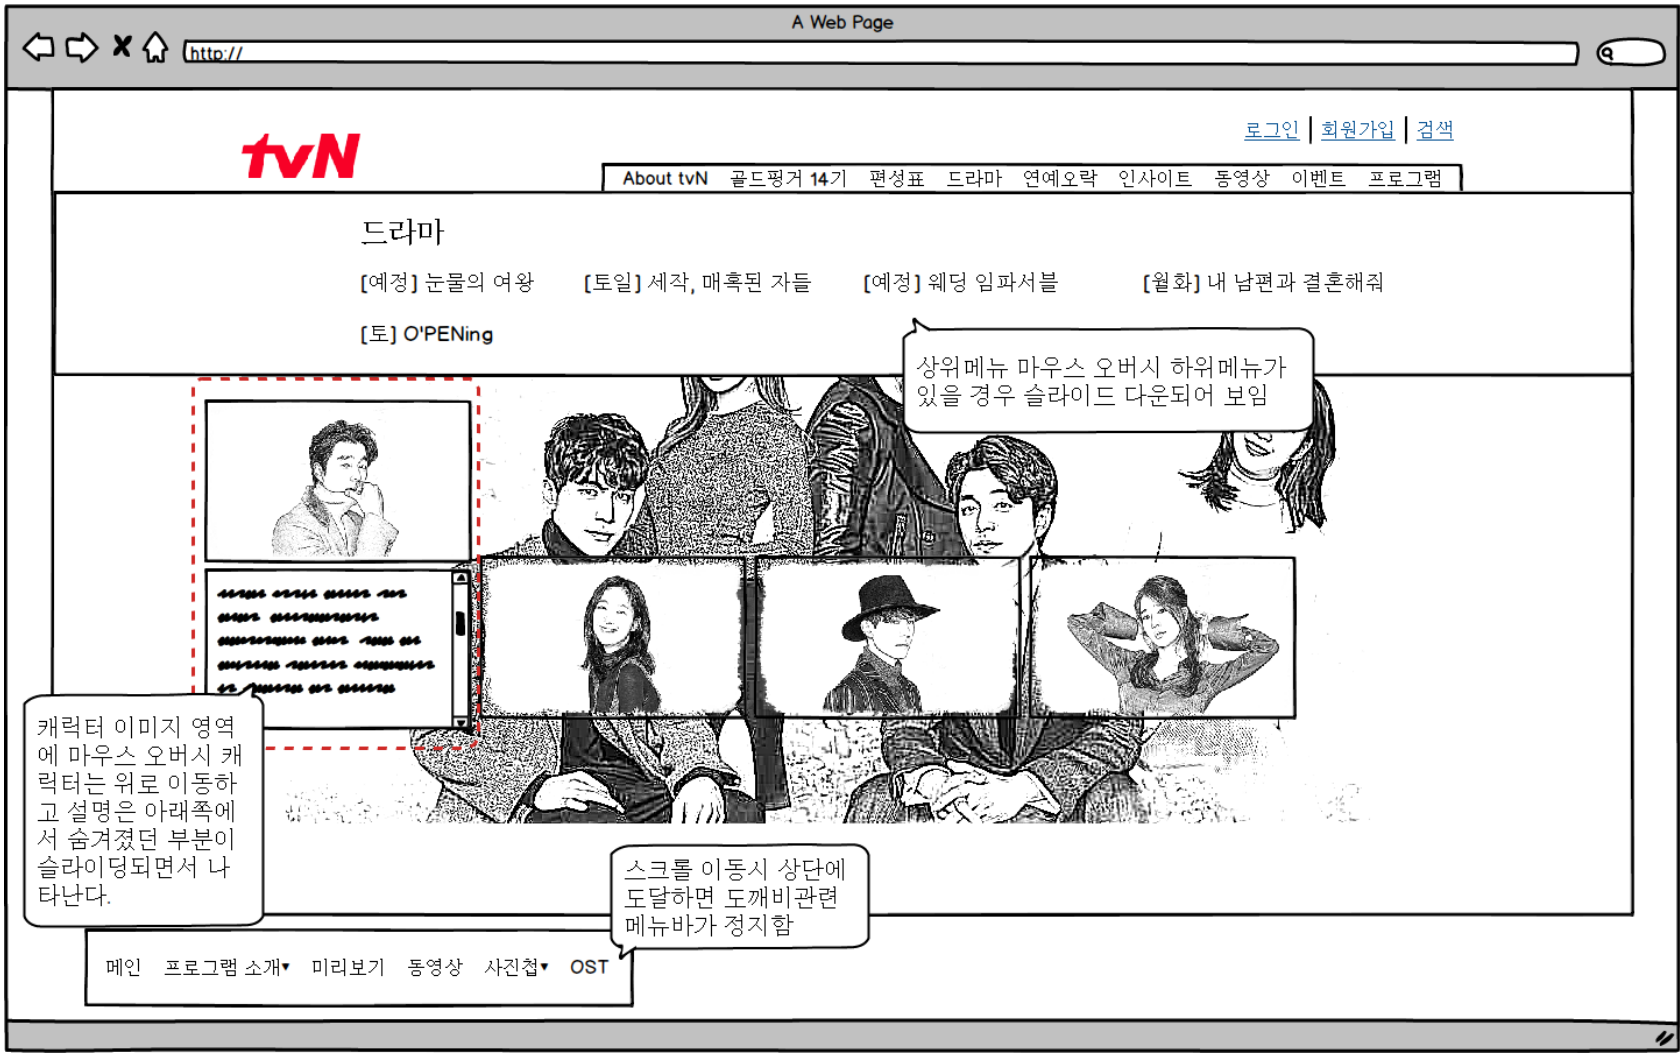 A Web Page
http://
tvN
로그인 | 회원가입 | 검색
About tvN 골드핑거 14기 편성표 드라마 연예오락 인사이트 동영상 이벤트 프로그램
드라마
[예정] 눈물의 여왕 [토일] 세작, 매혹된 자들 [예정] 웨딩 임파서블 [월화] 내 남편과 결혼해줘
[토] O'PENing
상위메뉴 마우스 오버시 하위메뉴가
있을 경우 슬라이드 다운되어 보임
캐릭터 이미지 영역
에 마우스 오버시 캐
릭터는 위로 이동하
고 설명은 아래쪽에
서 숨겨졌던 부분이
슬라이딩되면서 나
타난다.
스크롤 이동시 상단에
도달하면 도깨비관련
메뉴바가 정지함
메인 프로그램 소개▾ 미리보기 동영상 사진첩▾ OST